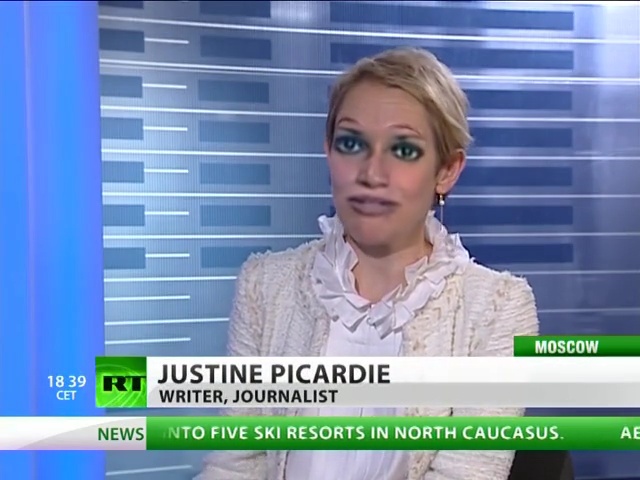 MOSCOW
JUSTINE PICARDIE
WRITER, JOURNALIST
18 39
CET
RT
NEWS
INTO FIVE SKI RESORTS IN NORTH CAUCASUS.